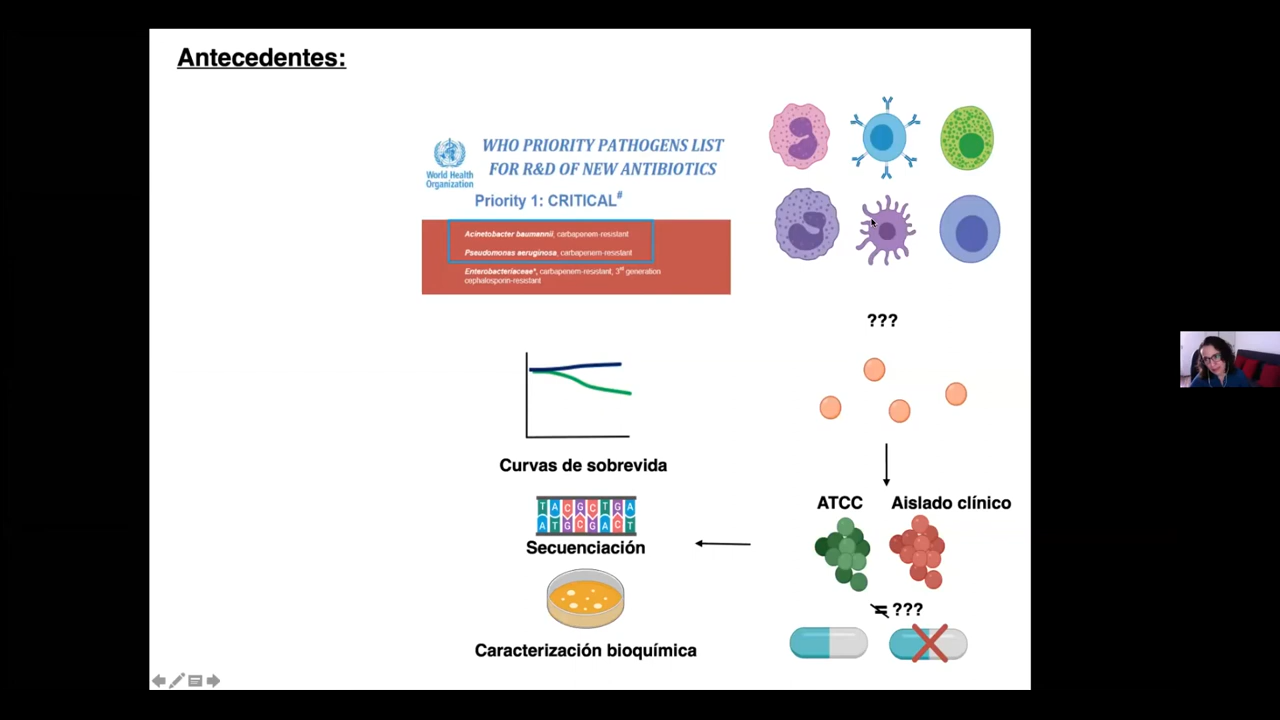 Antecedentes:
World Health
Organization
WHO PRIORITY PATHOGENS LIST
FOR R&D OF NEW ANTIBIOTICS
Priority 1: CRITICAL#
Acinetobacter baumannii, carbapenem-resistant
Pseudomonas aeruginosa, carbapenem-resistant
Enterobacteriaceae*, carbapenem-resistant, 3rd generation
cephalosporin-resistant
???
Curvas de sobrevida
ATCC
Aislado clínico
T A C G C T G A
A T G C G A C T
Secuenciación
= ???
Caracterización bioquímica